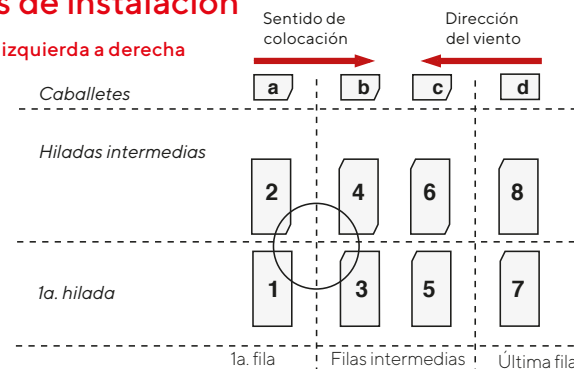 s de instalación
izquierda a derecha
Sentido de
colocación
Dirección
del viento
Caballetes
a
b
c
d
Hiladas intermedias
2
4
6
8
1a. hilada
1
3
5
7
1a. fila
Filas intermedias
Última fila